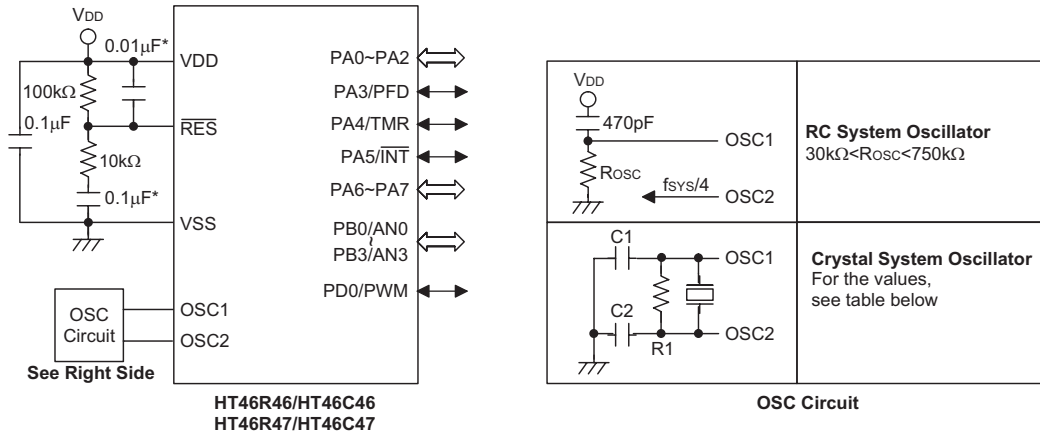 VDD
0.01μF*
100kΩ
0.1μF
10kΩ
0.1μF*
VDD
RES
VSS
OSC1
OSC2
OSC
Circuit
See Right Side
PA0~PA2
PA3/PFD
PA4/TMR
PA5/INT
PA6~PA7
PB0/AN0
~
PB3/AN3
PD0/PWM
HT46R46/HT46C46
HT46R47/HT46C47
VDD
470pF
ROSC
OSC1
fSYS/4
OSC2
RC System Oscillator
30kΩ<ROSC<750kΩ
C1
C2
R1
OSC1
OSC2
Crystal System Oscillator
For the values,
see table below
OSC Circuit